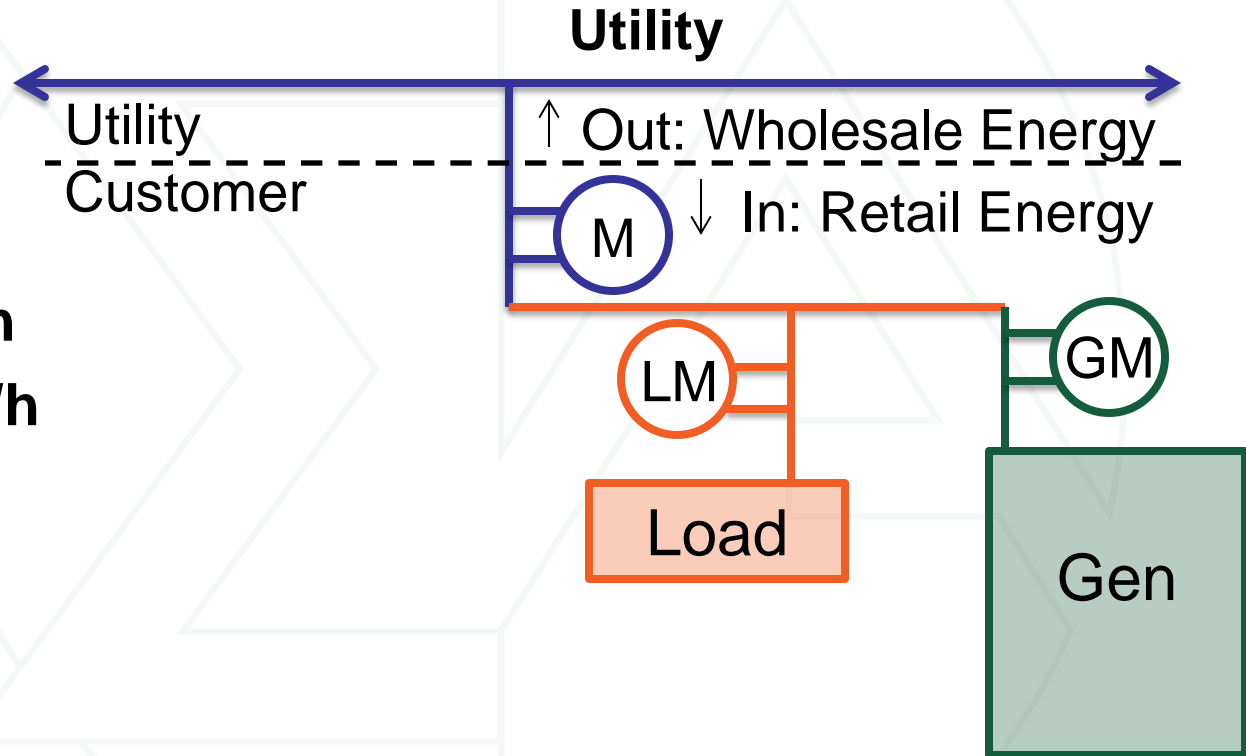 Utility
Utility
↑ Out: Wholesale Energy
Customer
↓ In: Retail Energy
M
LM
GM
Load
Gen